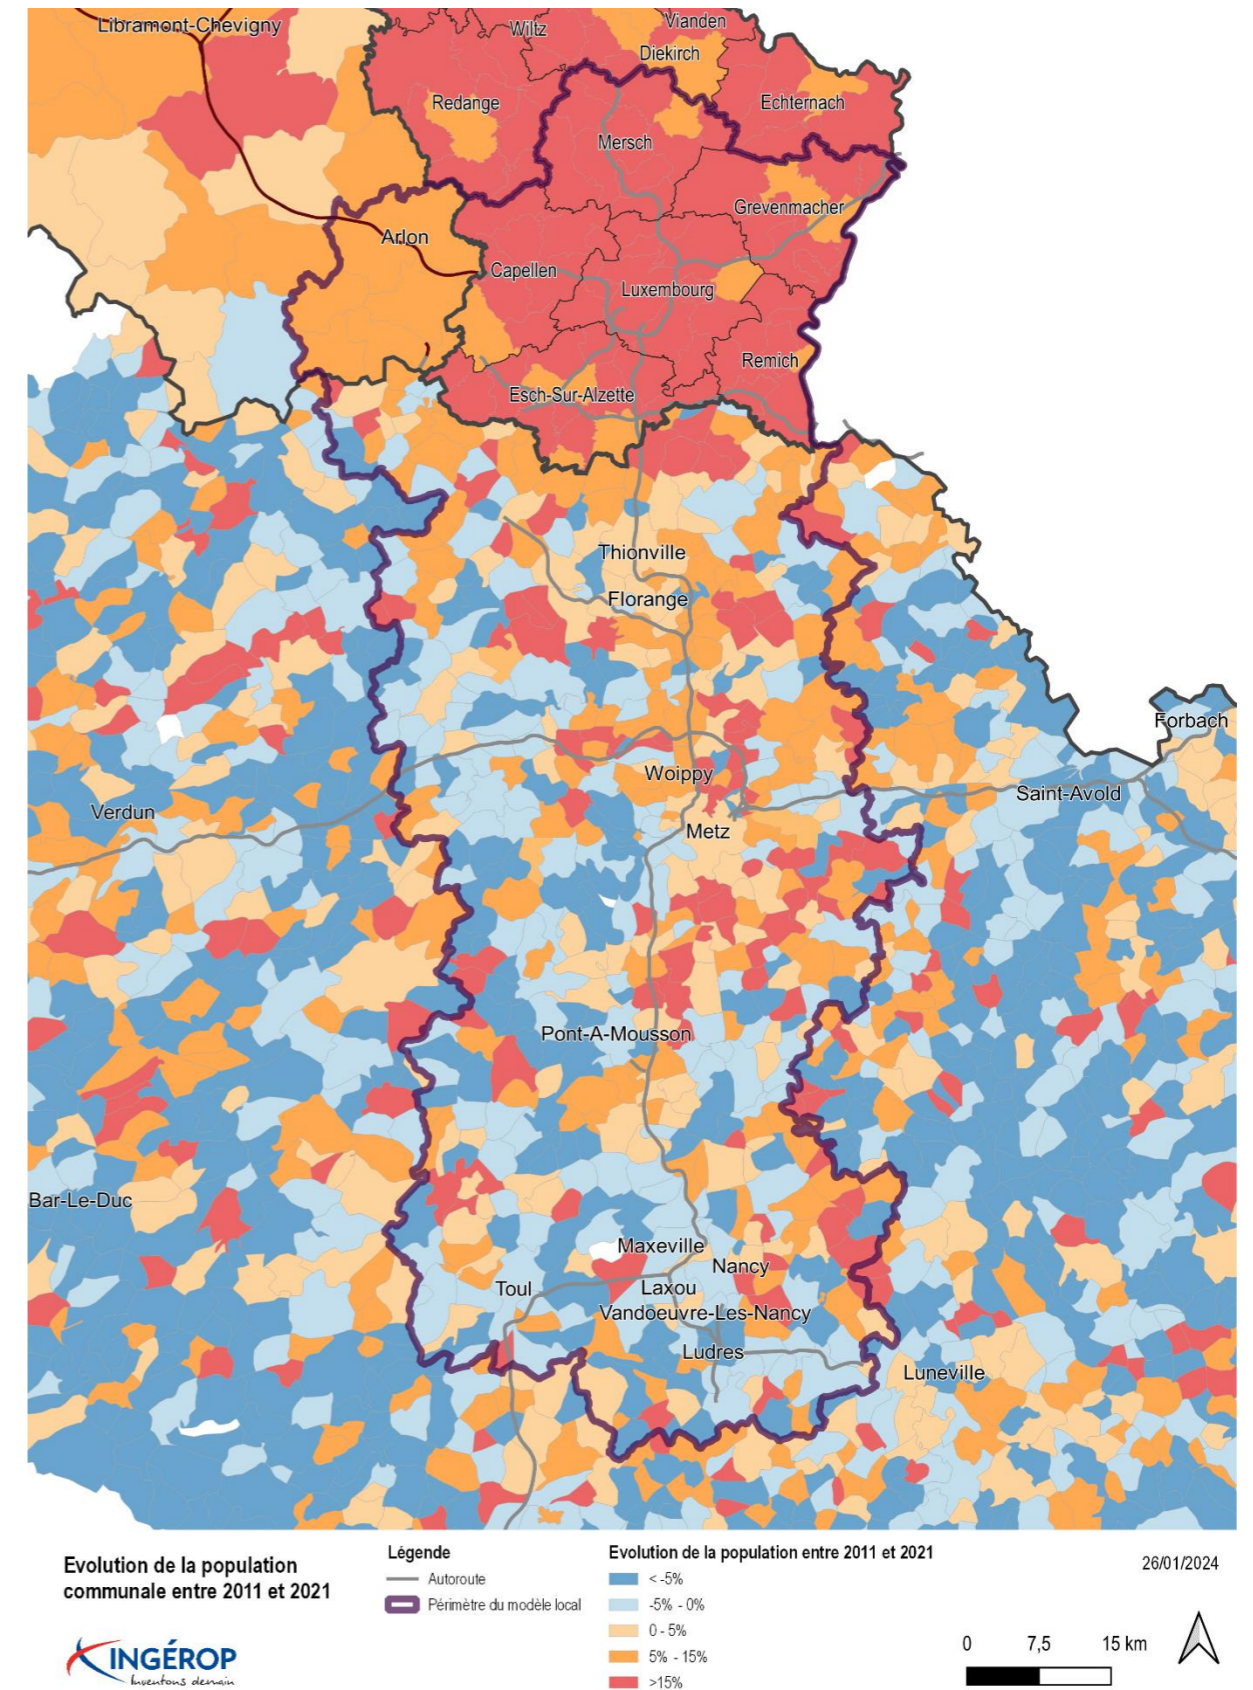 Libramont-Chevigny
Wiltz
Vianden
Diekirch
Redange
Echternach
Mersch
Grevenmacher
Arlon
Capellen
Luxembourg
Remich
Esch-Sur-Alzette
Thionville
Florange
Forbach
Woippy
Saint-Avold
Verdun
Metz
Pont-A-Mousson
Bar-Le-Duc
Maxeville
Nancy
Toul
Laxou
Vandoeuvre-Les-Nancy
Ludres
Luneville
Evolution de la population
communale entre 2011 et 2021
INGÉROP
Inventons demain
Légende
Autoroute
Périmètre du modèle local
Evolution de la population entre 2011 et 2021
< -5%
-5% - 0%
0 - 5%
5% - 15%
>15%
26/01/2024
0 7,5 15 km